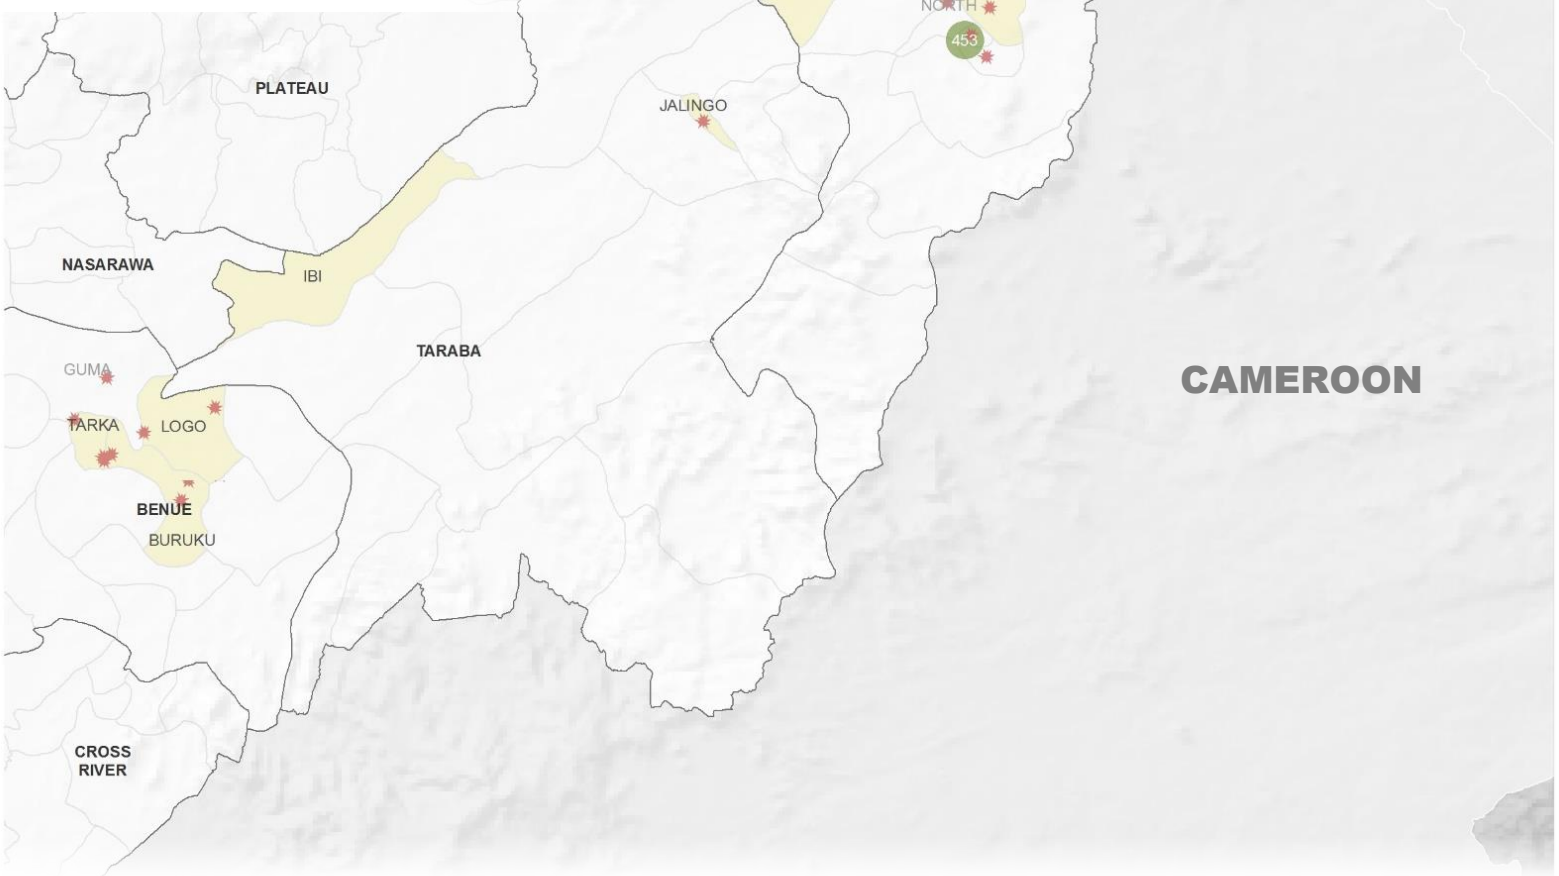 NORTH
453
PLATEAU
JALINGO
NASARAWA
IBI
TARABA
GUMA
CAMEROON
TARKA
LOGO
BENUE
BURUKU
CROSS
RIVER